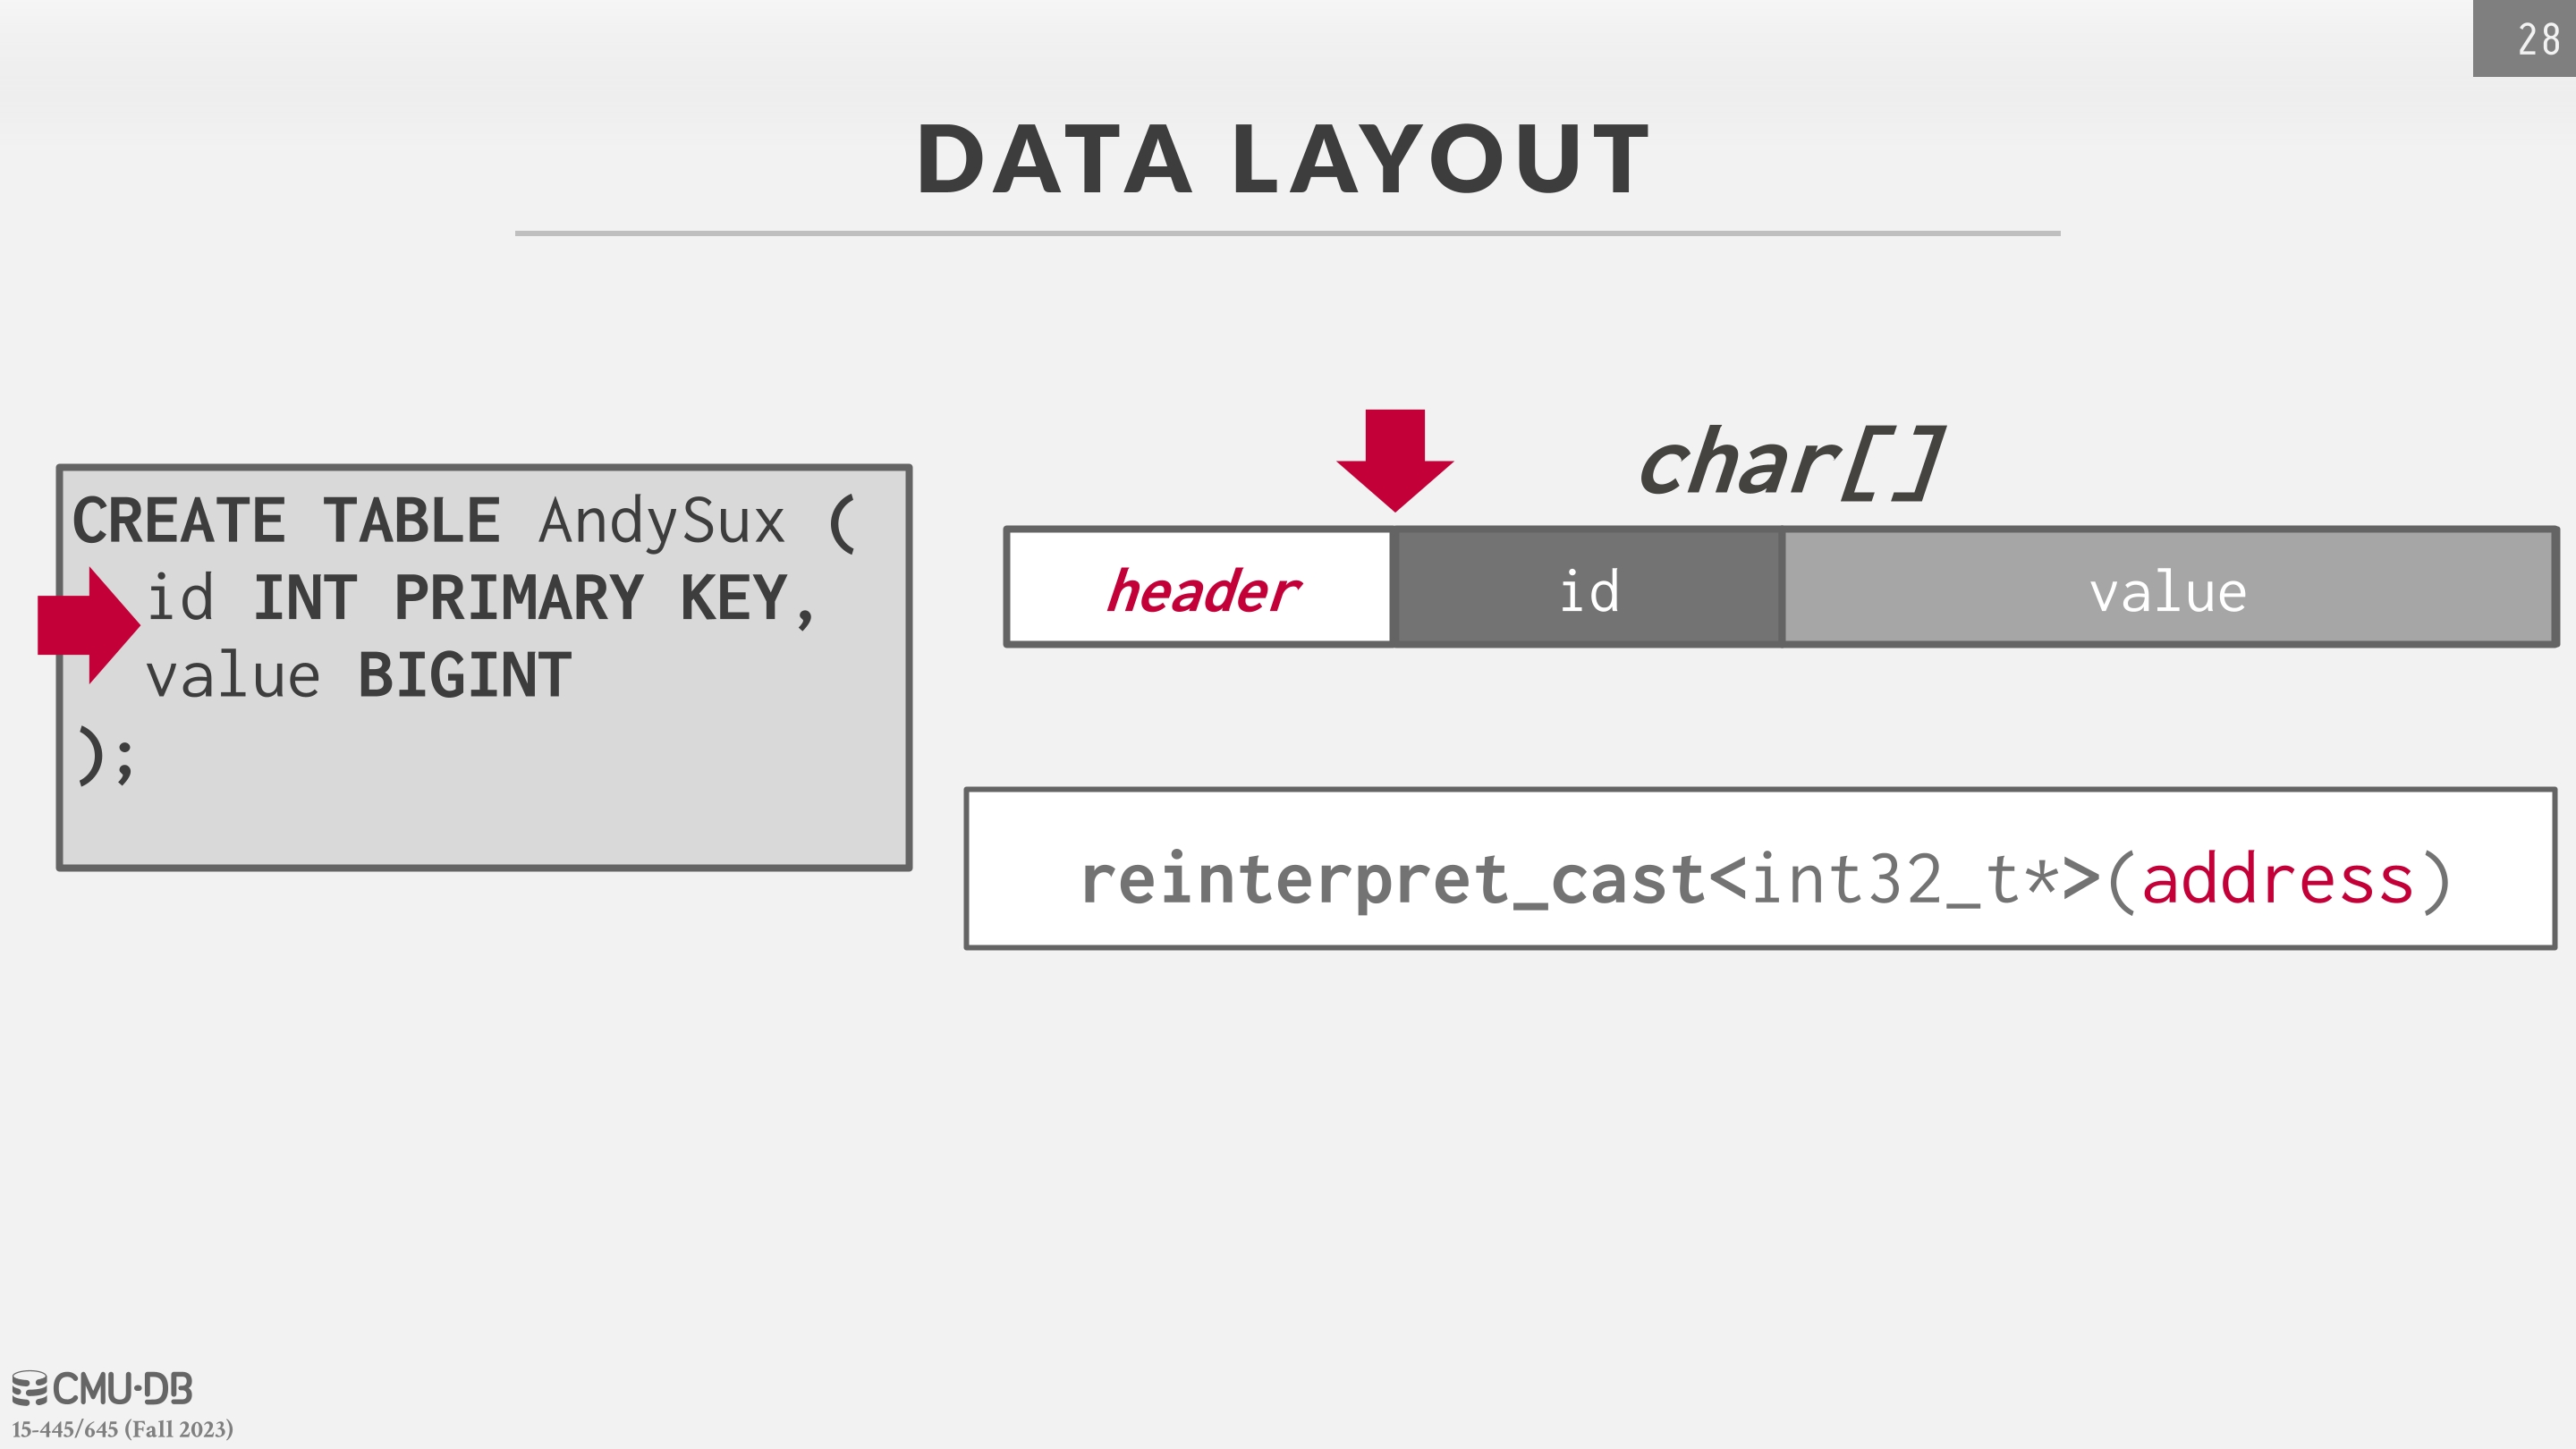 28
DATA LAYOUT
CREATE TABLE AndySux (
id INT PRIMARY KEY,
value BIGINT
);
char[]
header id value
reinterpret_cast<int32_t*>(address)
CMU·DB
15-445/645 (Fall 2023)